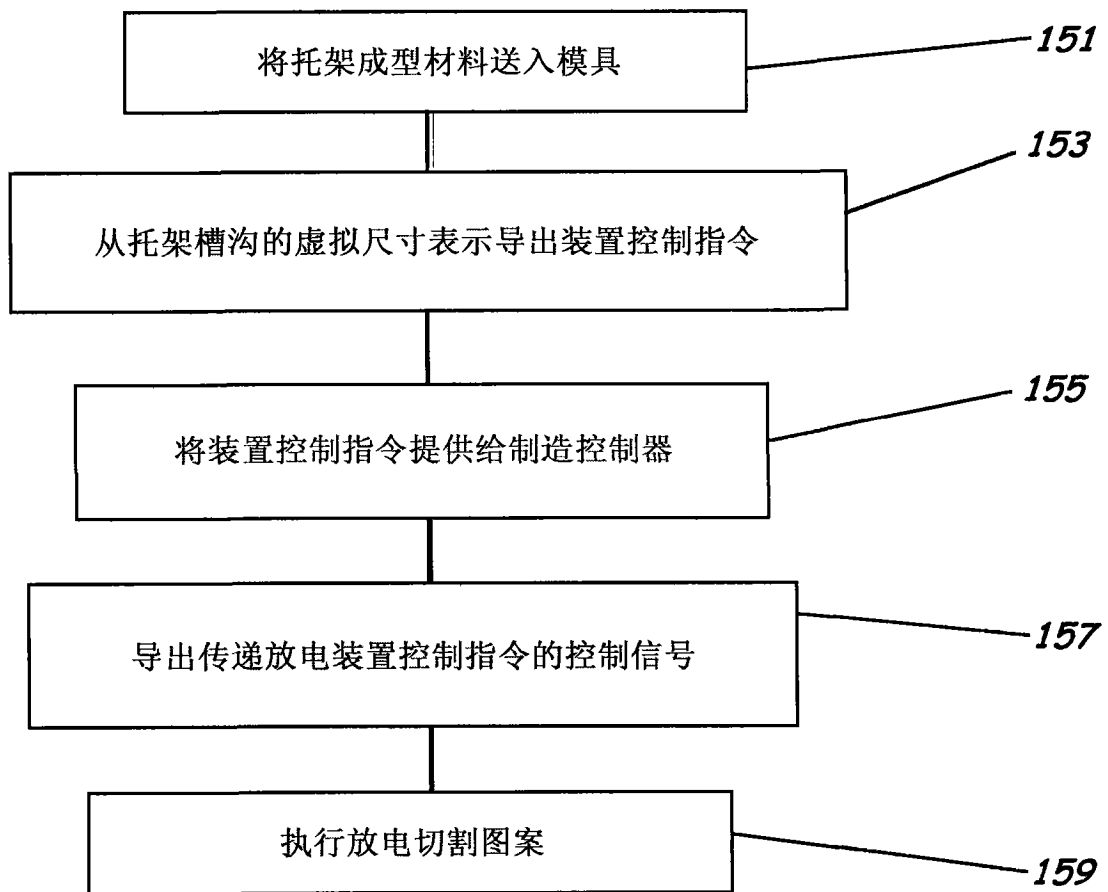 将托架成型材料送入模具
151
从托架槽沟的虚拟尺寸表示导出装置控制指令
153
将装置控制指令提供给制造控制器
155
导出传递放电装置控制指令的控制信号
157
执行放电切割图案
159